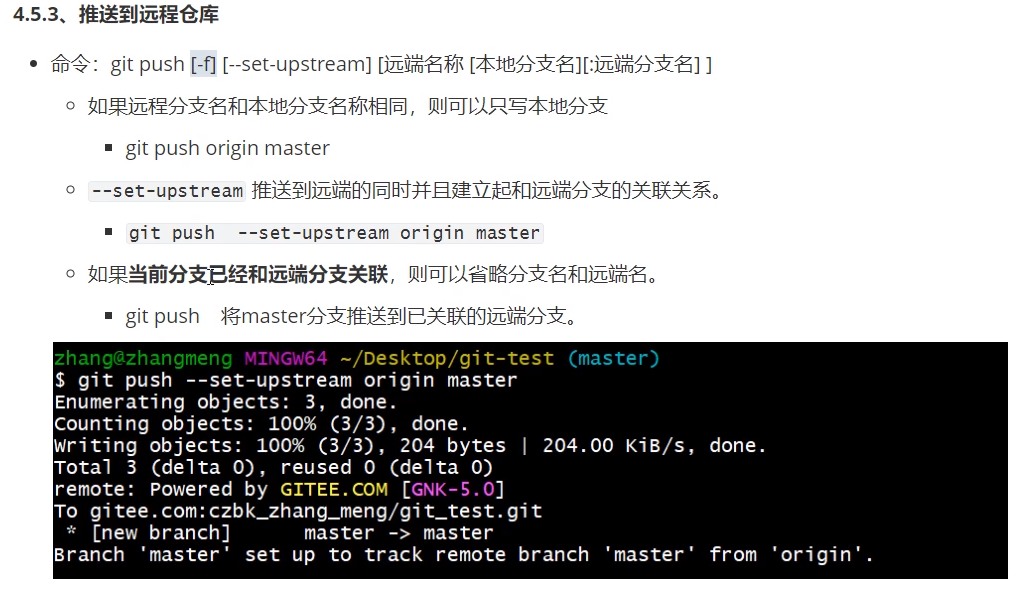 4.5.3、推送到远程仓库
命令：git push [-f] [--set-upstream] [远端名称 [本地分支名][:远端分支名] ]
如果远程分支名和本地分支名称相同，则可以只写本地分支
git push origin master
--set-upstream 推送到远端的同时并且建立起和远端分支的关联关系。
git push  --set-upstream origin master
如果当前分支已经和远端分支关联，则可以省略分支名和远端名。
git push 将master分支推送到已关联的远端分支。
zhang@zhangmeng MINGW64 ~/Desktop/git-test (master)
$ git push --set-upstream origin master
Enumerating objects: 3, done.
Counting objects: 100% (3/3), done.
Writing objects: 100% (3/3), 204 bytes | 204.00 KiB/s, done.
Total 3 (delta 0), reused 0 (delta 0)
remote: Powered by GITEE.COM [GNK-5.0]
To gitee.com:czbk_zhang_meng/git_test.git
 * [new branch]      master -> master
Branch 'master' set up to track remote branch 'master' from 'origin'.